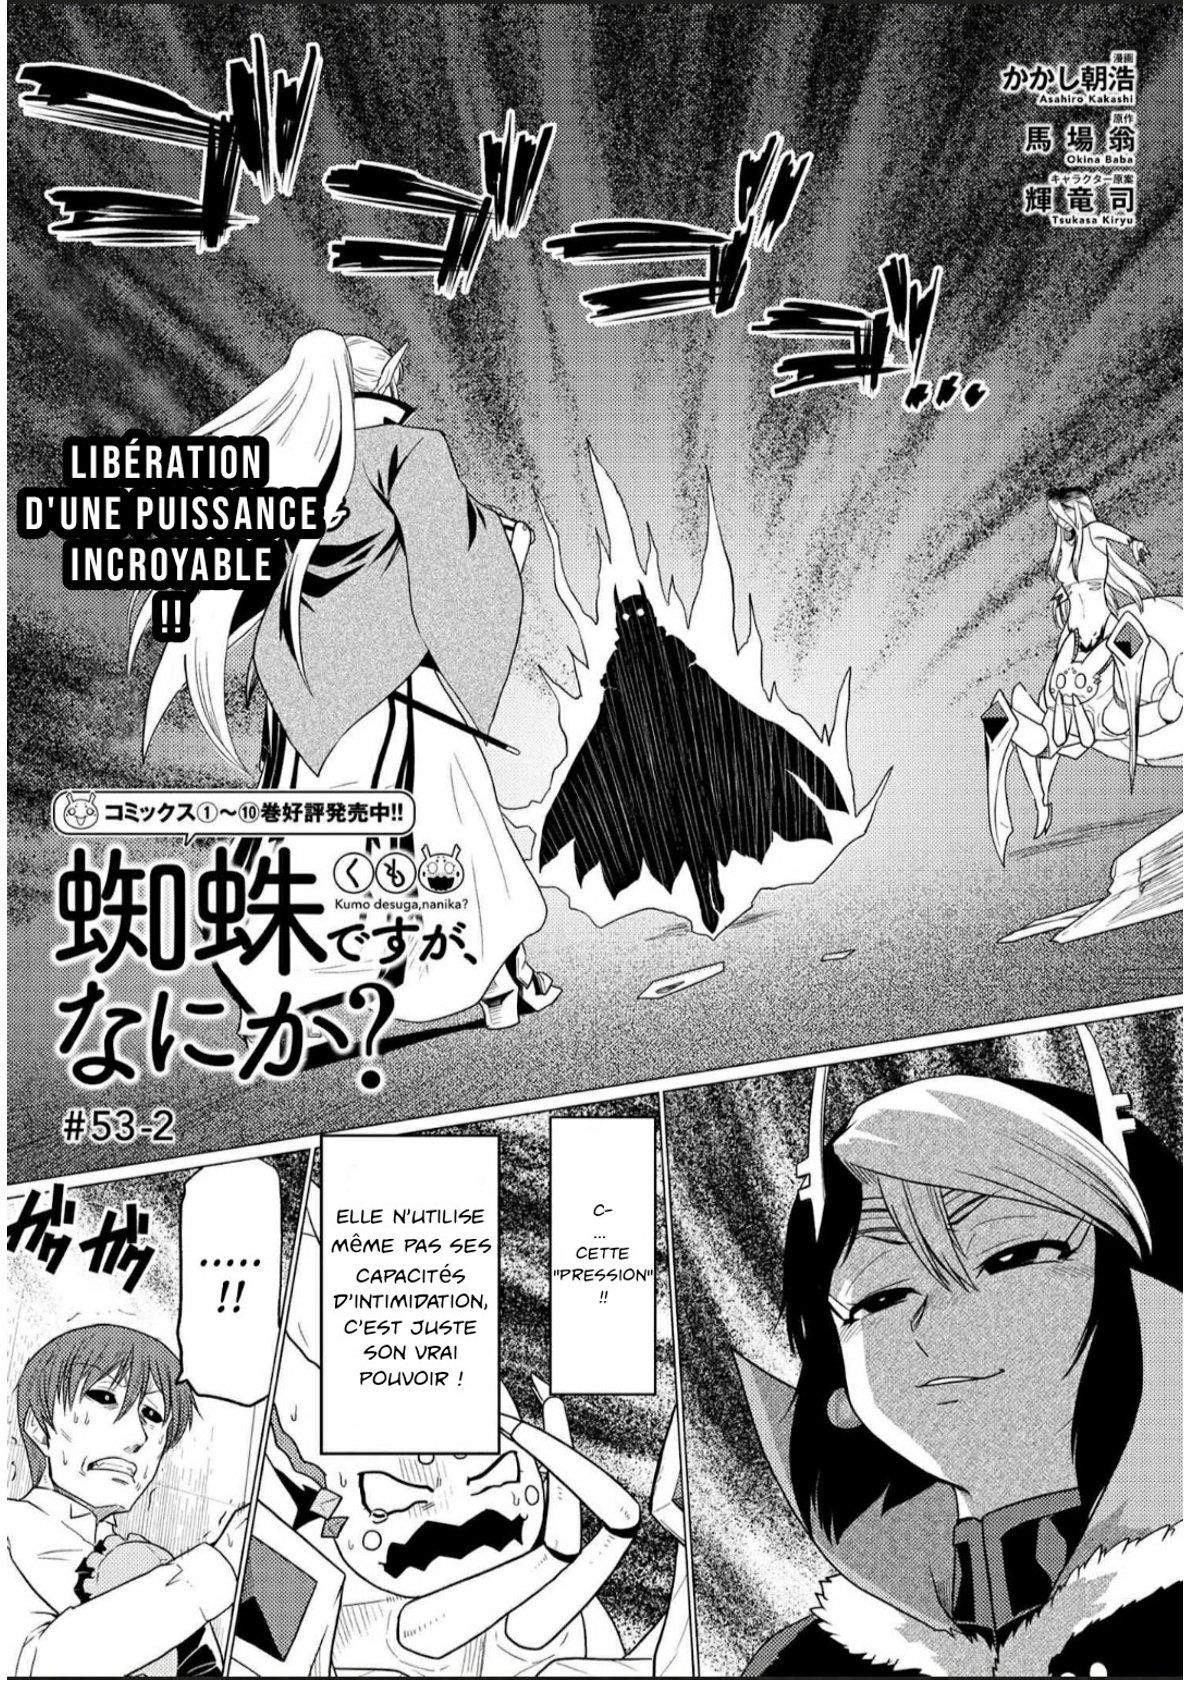 漫画
かかし朝浩
Asahiro Kakashi
原作
馬場翁
Okina Baba
キャラクター原案
輝竜司
Tsukasa Kiryu
ゴゴゴゴ゙…
LIBÉRATION
D'UNE PUISSANCE
INCROYABLE
!!
コミックス①〜⑩巻好評発売中!!
蜘蛛ですが、
くも
Kumo desuga,nanika?
なにか?
#53-2
C-
...
CETTE
"PRESSION"
!!
ELLE N'UTILISE
MÊME PAS SES
CAPACITÉS
D'INTIMIDATION,
C'EST JUSTE
SON VRAI
POUVOIR !
.....
!!
ガク
ガク